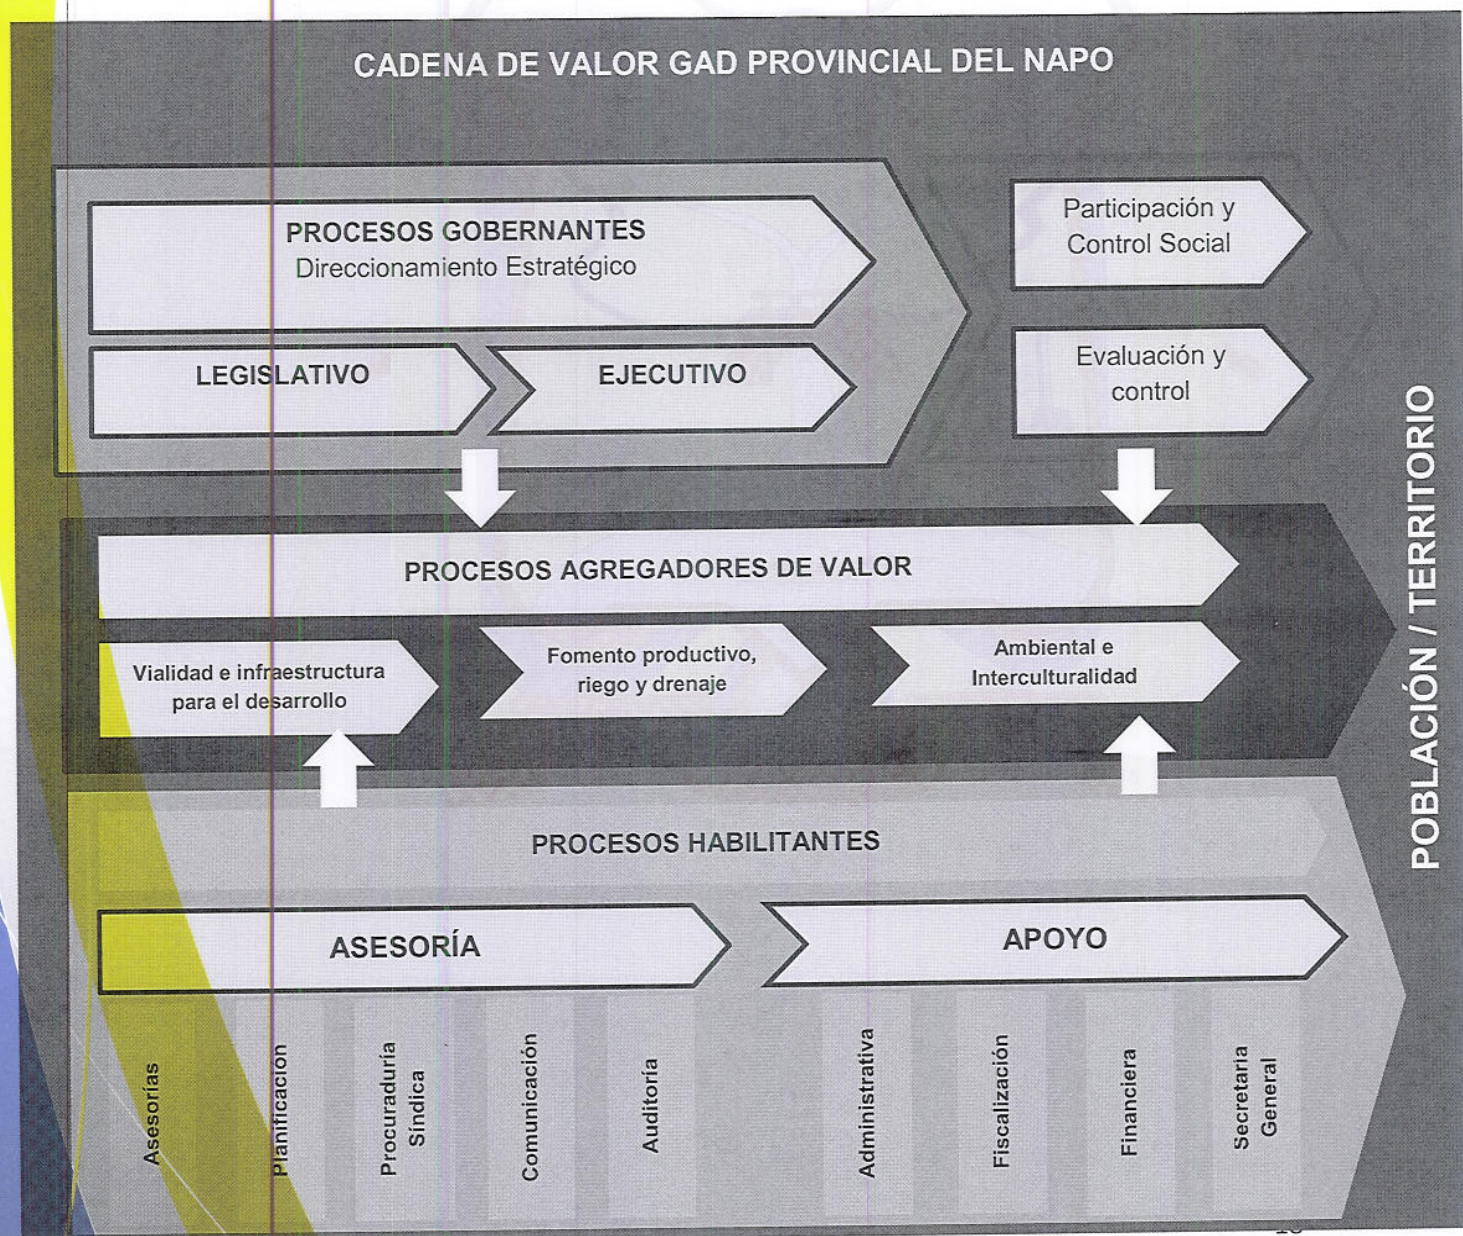 CADENA DE VALOR GAD PROVINCIAL DEL NAPO
PROCESOS GOBERNANTES
Direccionamiento Estratégico
LEGISLATIVO
EJECUTIVO
Participación y
Control Social
Evaluación y
control
PROCESOS AGREGADORES DE VALOR
Vialidad e infraestructura
para el desarrollo
Fomento productivo,
riego y drenaje
Ambiental e
Interculturalidad
PROCESOS HABILITANTES
ASESORÍA
APOYO
Asesorías
Planificación
Procuraduría
Síndica
Comunicación
Auditoría
Administrativa
Fiscalización
Financiera
Secretaria
General
POBLACIÓN / TERRITORIO